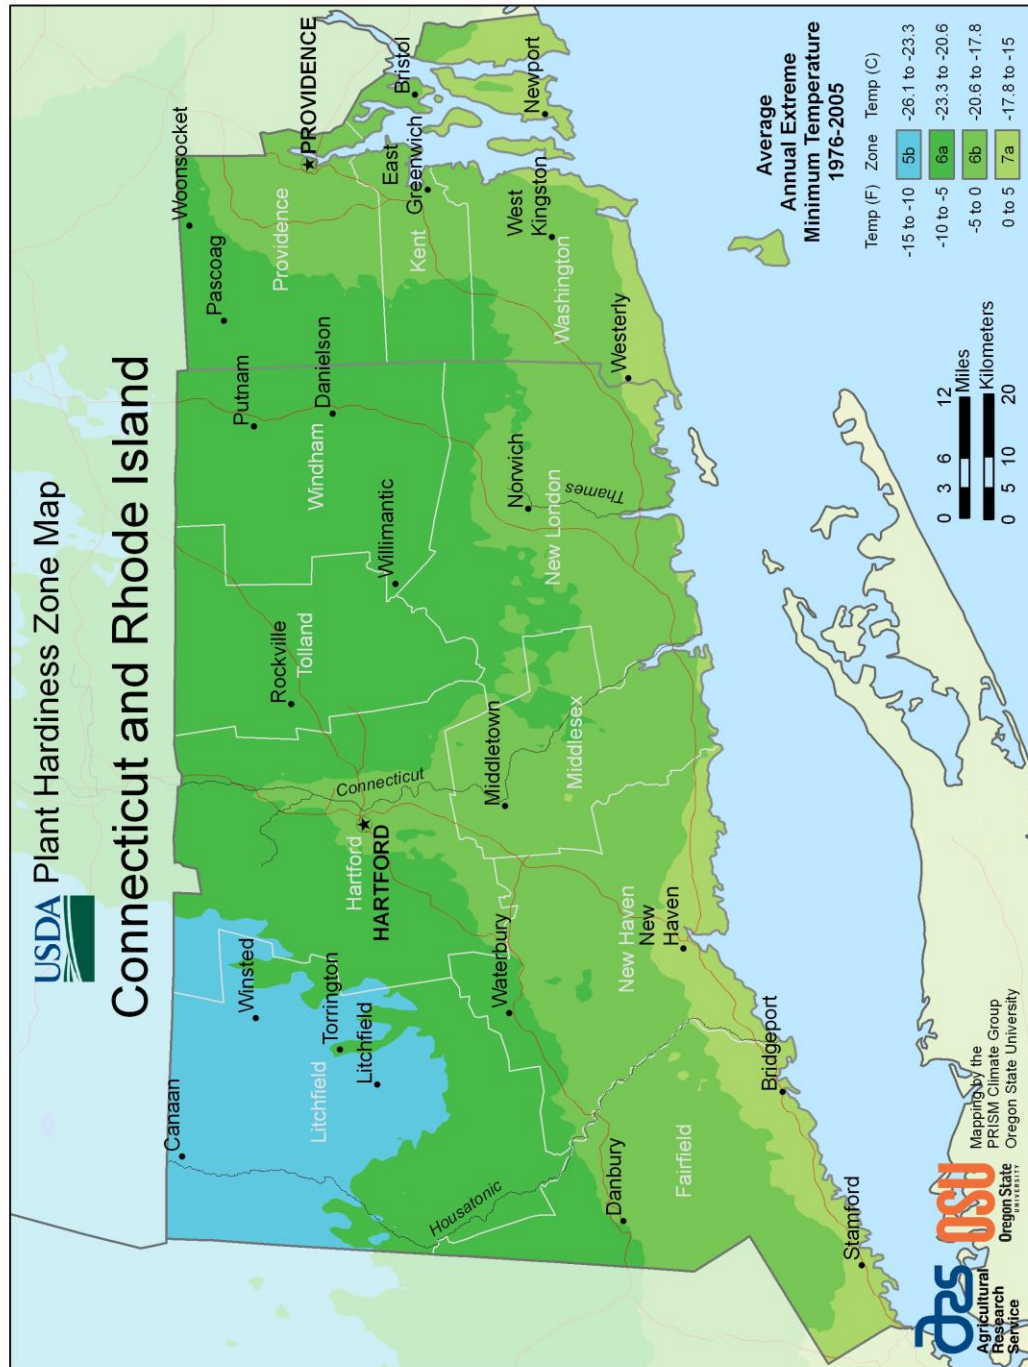 USDA Plant Hardiness Zone Map
Connecticut and Rhode Island
Canaan
Winsted
Torrington
Litchfield
Litchfield
Housatonic
Hartford
HARTFORD
Connecticut
Rockville
Tolland
Willimantic
Putnam
Danielson
Windham
Pascoag
Woonsocket
Providence
PROVIDENCE
Kent
East
Greenwich
Bristol
Newport
West
Kingston
Washington
Westerly
Norwich
New London
Thames
Middletown
Middlesex
Waterbury
New Haven
New
Haven
Danbury
Fairfield
Bridgeport
Stamford
Average
Annual Extreme
Minimum Temperature
1976-2005
Temp (F) Zone Temp (C)
-15 to -10 5b -26.1 to -23.3
-10 to -5 6a -23.3 to -20.6
-5 to 0 6b -20.6 to -17.8
0 to 5 7a -17.8 to -15
0 3 6 12
Miles
Kilometers
0 5 10 20
ars
Agricultural
Research
Service
OSU
Oregon State
UNIVERSITY
Mapping by the
PRISM Climate Group
Oregon State University